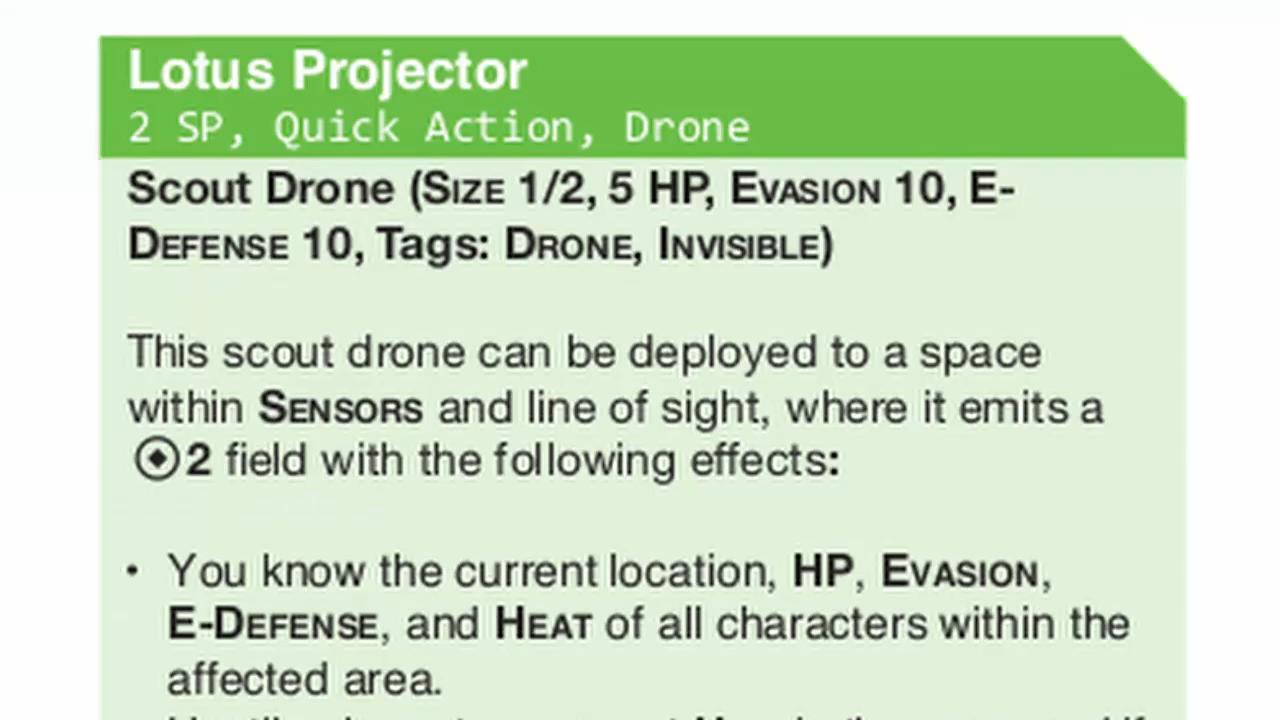 Lotus Projector
2 SP, Quick Action, Drone
Scout Drone (SIZE 1/2, 5 HP, EVASION 10, E-
DEFENSE 10, Tags: DRONE, INVISIBLE)
This scout drone can be deployed to a space
within SENSORS and line of sight, where it emits a
2 field with the following effects:
• You know the current location, HP, EVASION,
E-DEFENSE, and HEAT of all characters within the
affected area.